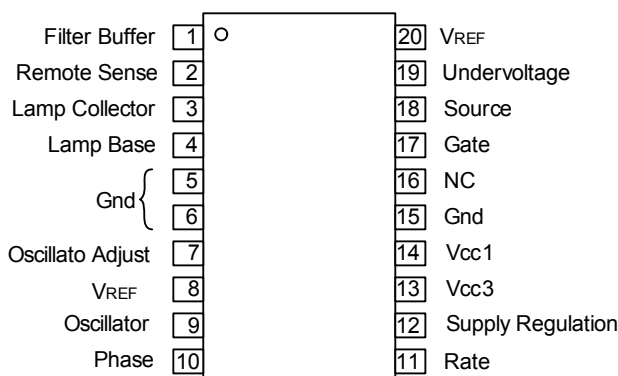 Filter Buffer 1 20 VREF
Remote Sense 2 19 Undervoltage
Lamp Collector 3 18 Source
Lamp Base 4 17 Gate
Gnd 5 16 NC
6 15 Gnd
Oscillato Adjust 7 14 Vcc1
VREF 8 13 Vcc3
Oscillator 9 12 Supply Regulation
Phase 10 11 Rate